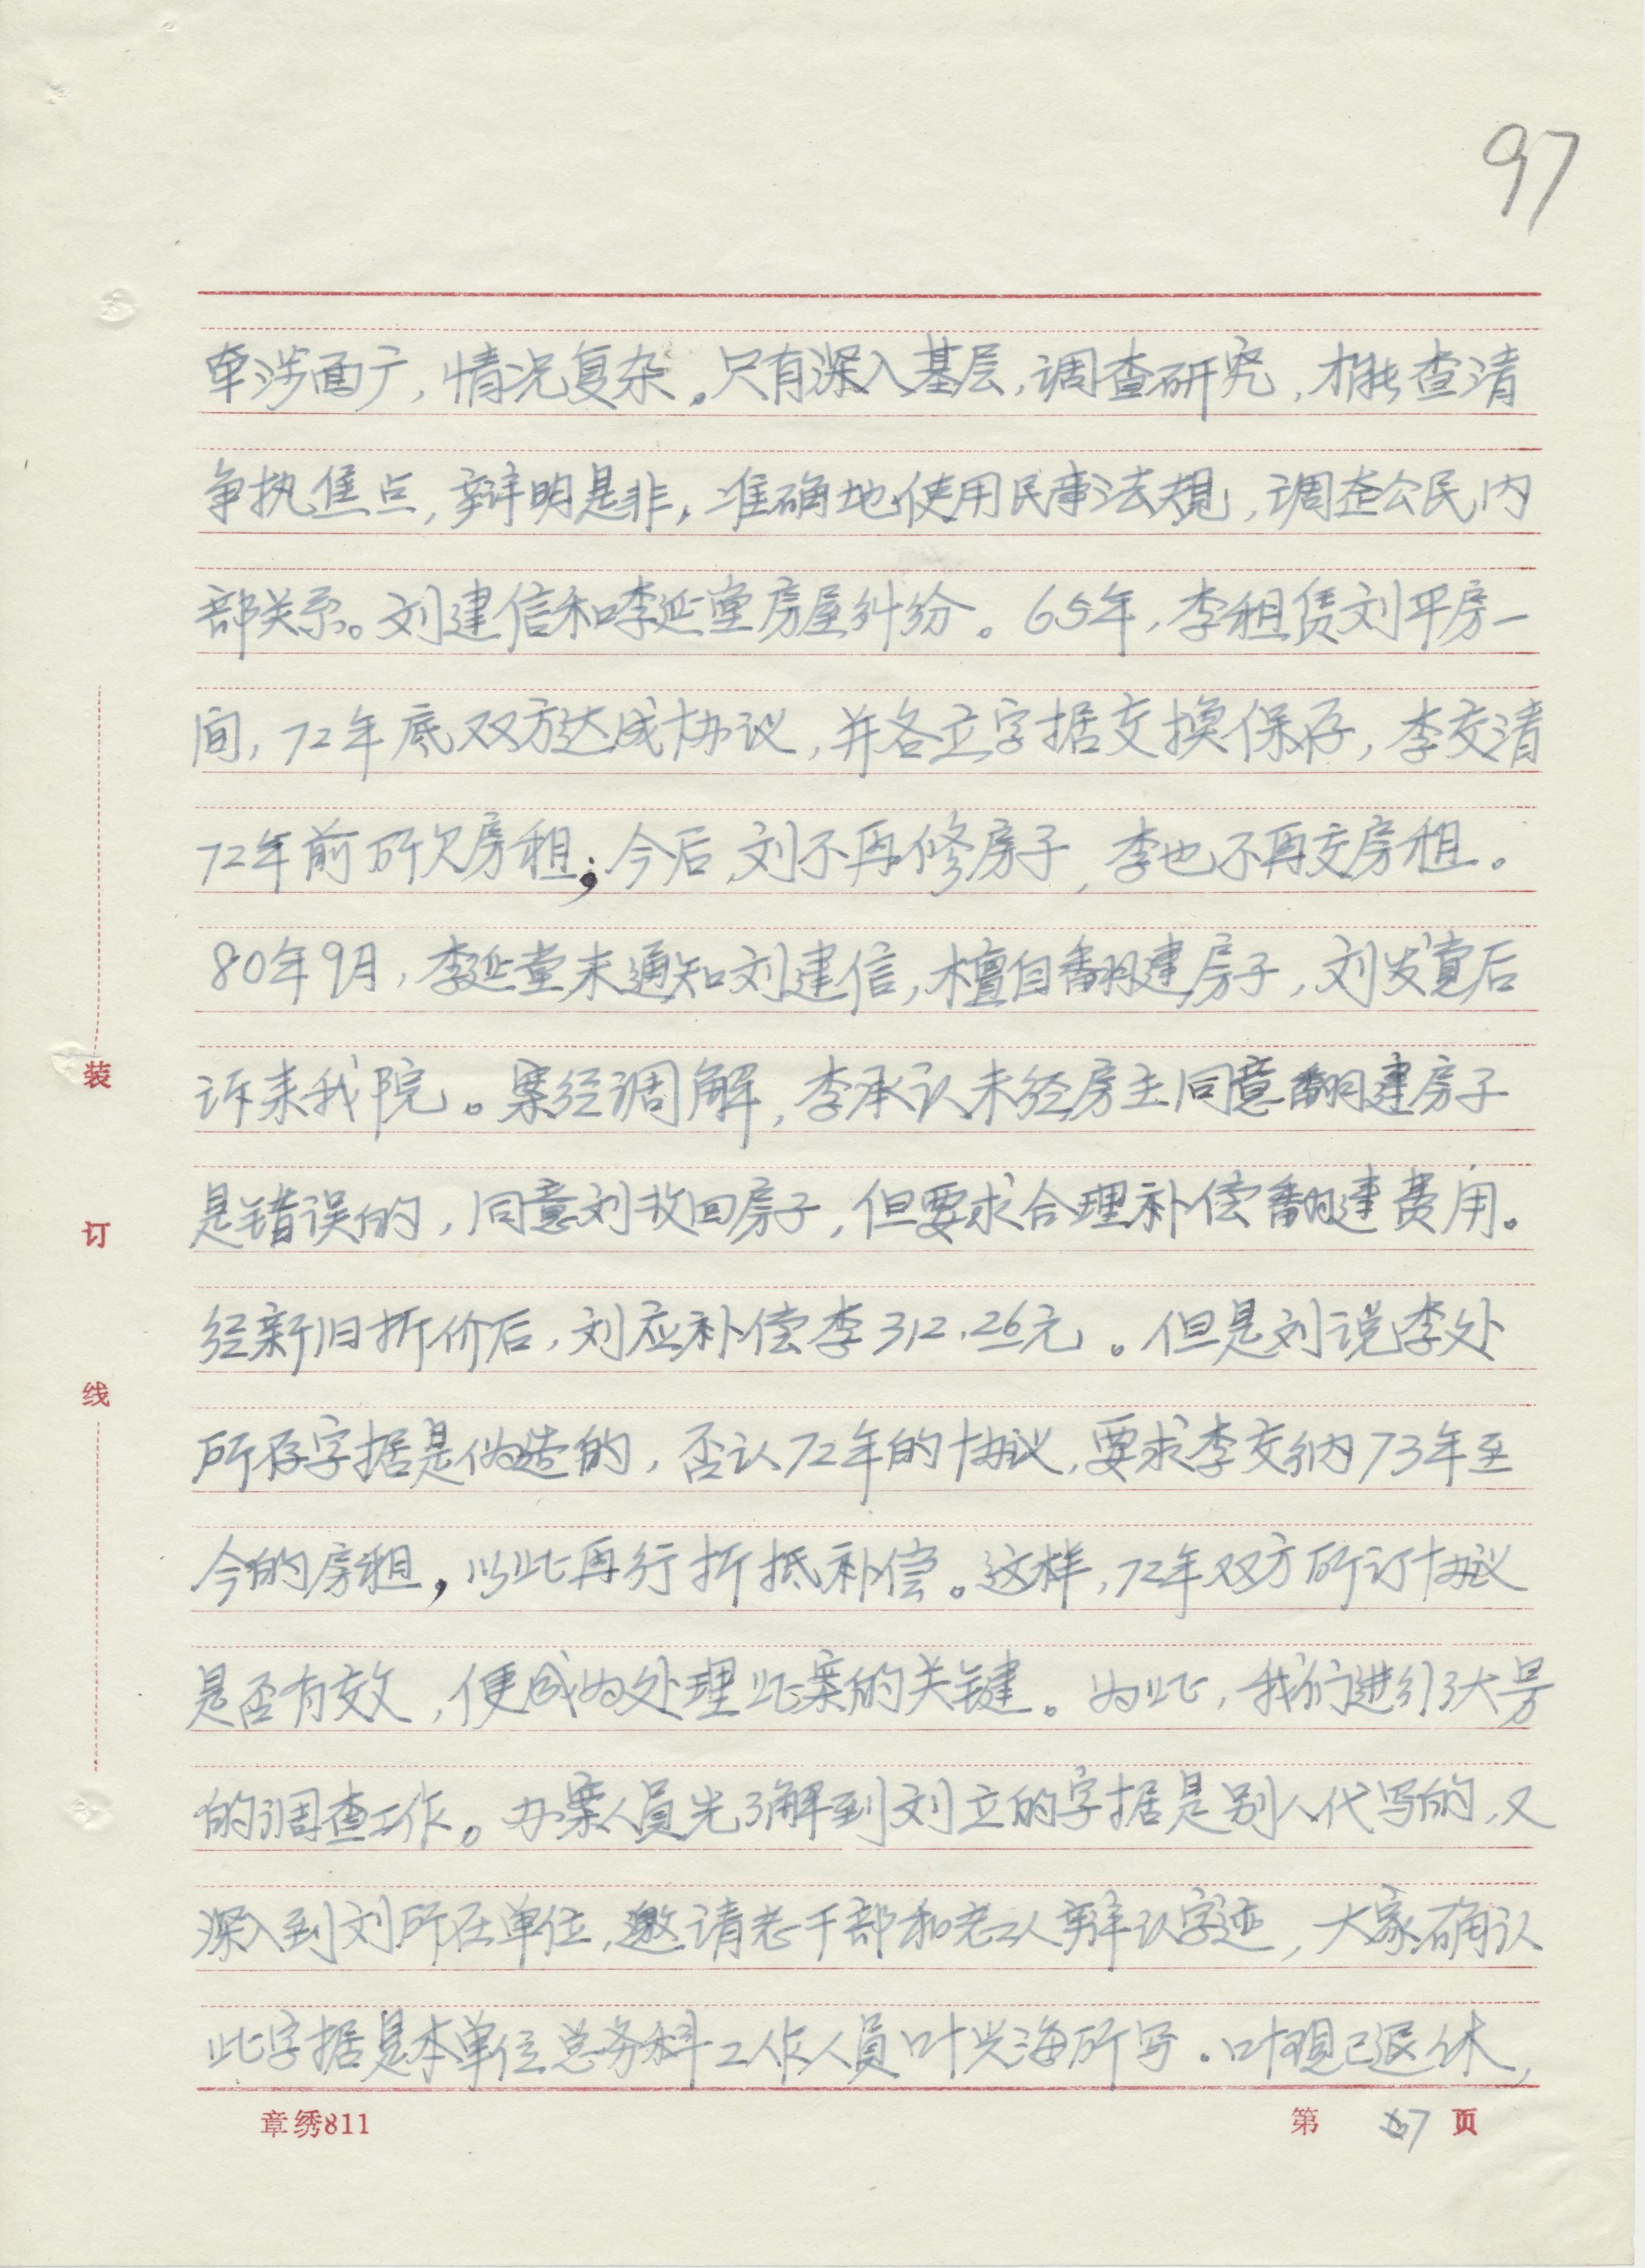 97
牵涉面广，情况复杂。只有深入基层，调查研究，才能查清
争执焦点，辩明是非，准确地使用民事法规，调整公民内
部关系。刘建信和李延堂房屋纠纷。65年，李租赁刘平房一
间，72年底双方达成协议，并各立字据交换保存，李交清
72年前所欠房租；今后，刘不再修房子，李也不再交房租。
80年9月，李延堂未通知刘建信，擅自翻建房子，刘发觉后
诉来我院。案经调解，李承认未经房主同意翻建房子
是错误的，同意刘收回房子，但要求合理补偿翻建费用。
经新旧折价后，刘应补偿李312.26元。但是刘说李处
所存字据是伪造的，否认72年的协议，要求李交纳73年至
今的房租，以此再行折抵补偿。这样，72年双方所订协议
是否有效，便成为处理此案的关键。为此，我们进行了大量
的调查工作。办案人员先了解到刘立的字据是别人代写的，又
深入到刘所在单位，邀请老干部和老工人辩认字迹，大家确认
此字据是本单位总务科工作人员叶兴海所写。叶现已退休，
装
订
线
章绣811
第 7 页